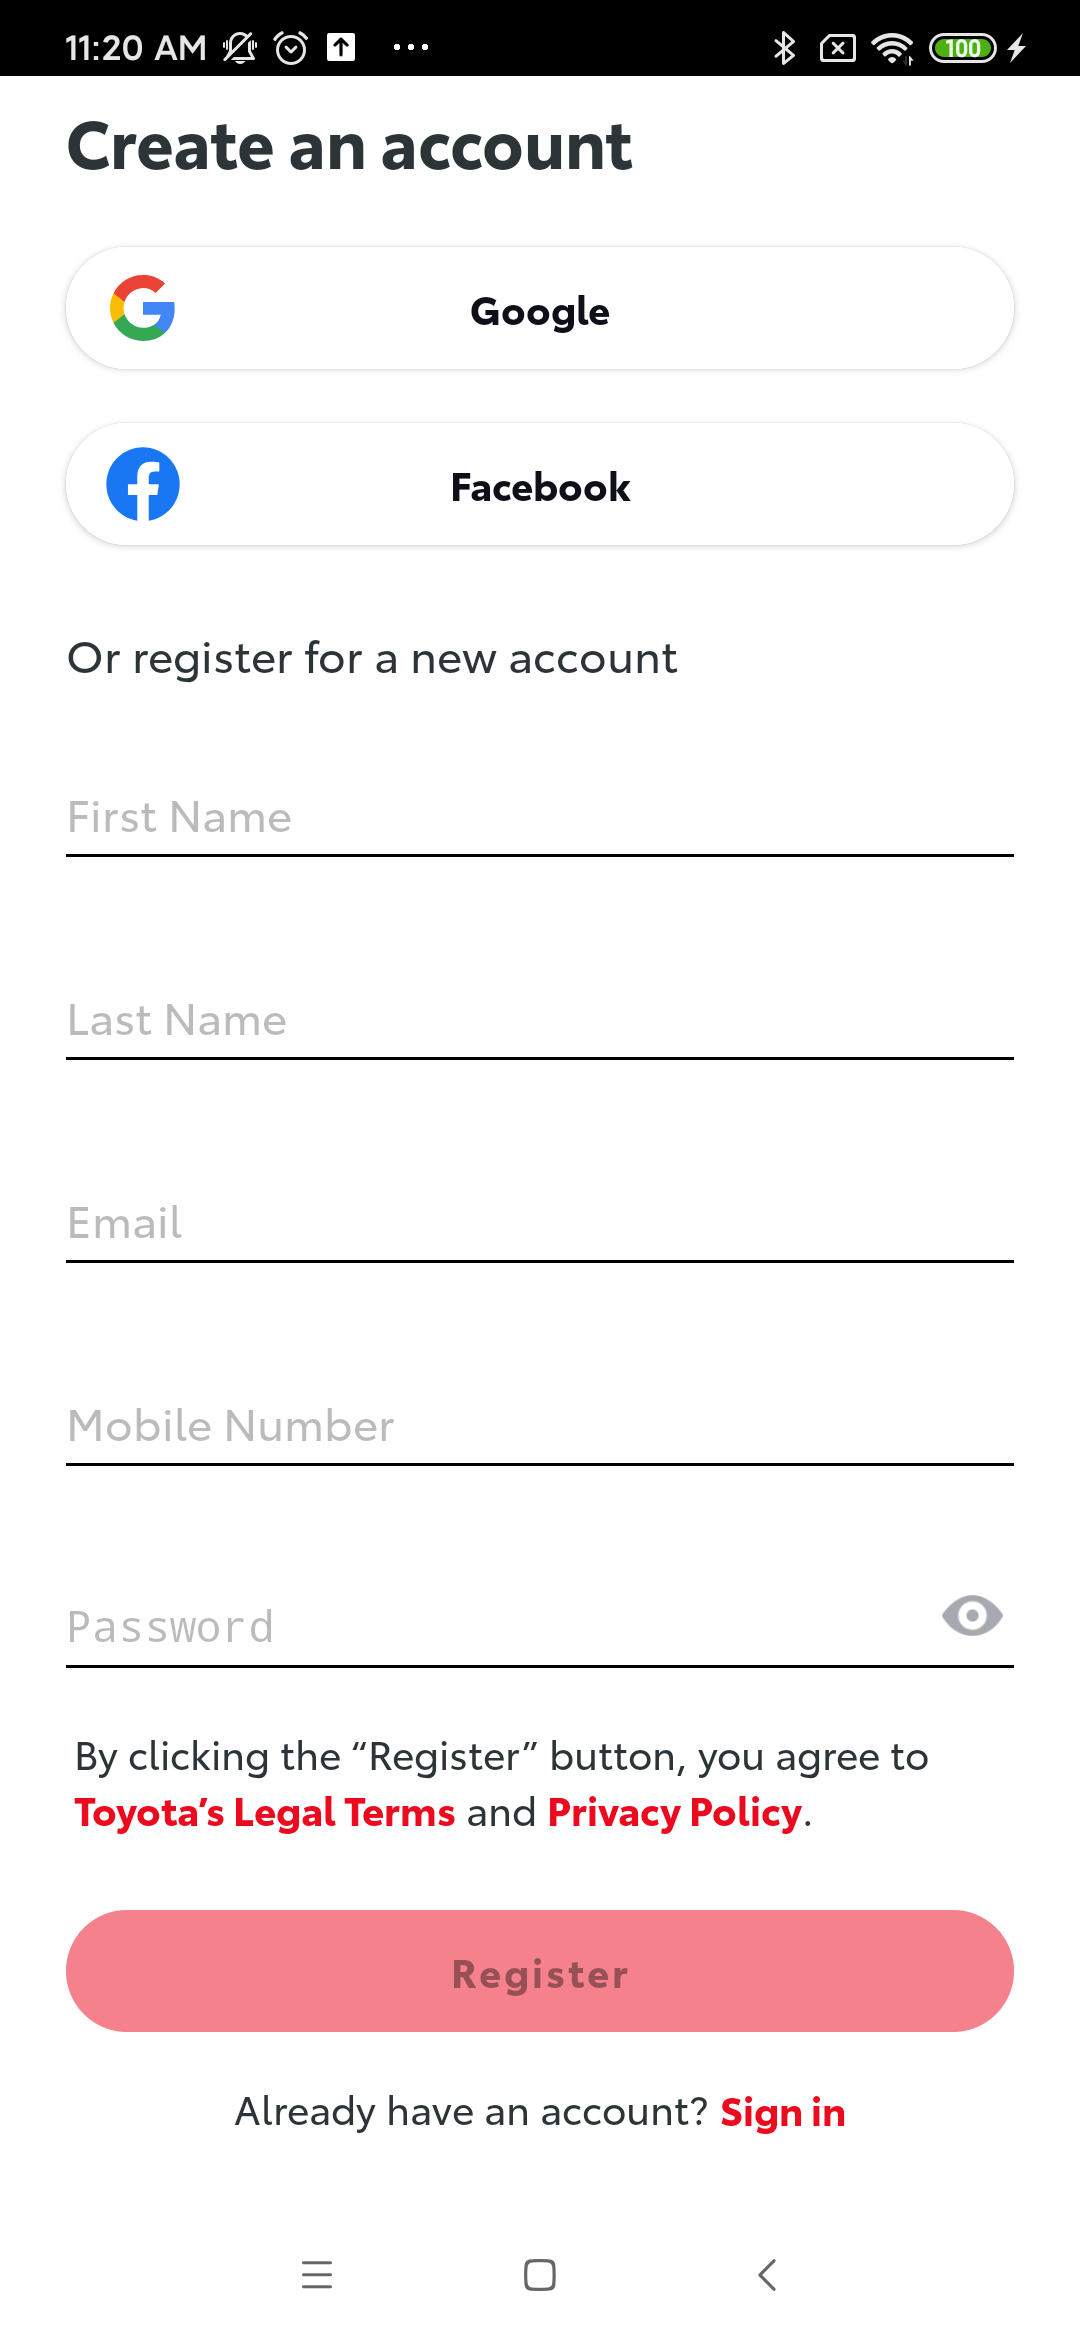 11:20 AM
100
Create an account
Google
Facebook
Or register for a new account
First Name
Last Name
Email
Mobile Number
Password
By clicking the “Register” button, you agree to
Toyota’s Legal Terms and Privacy Policy.
Register
Already have an account? Sign in